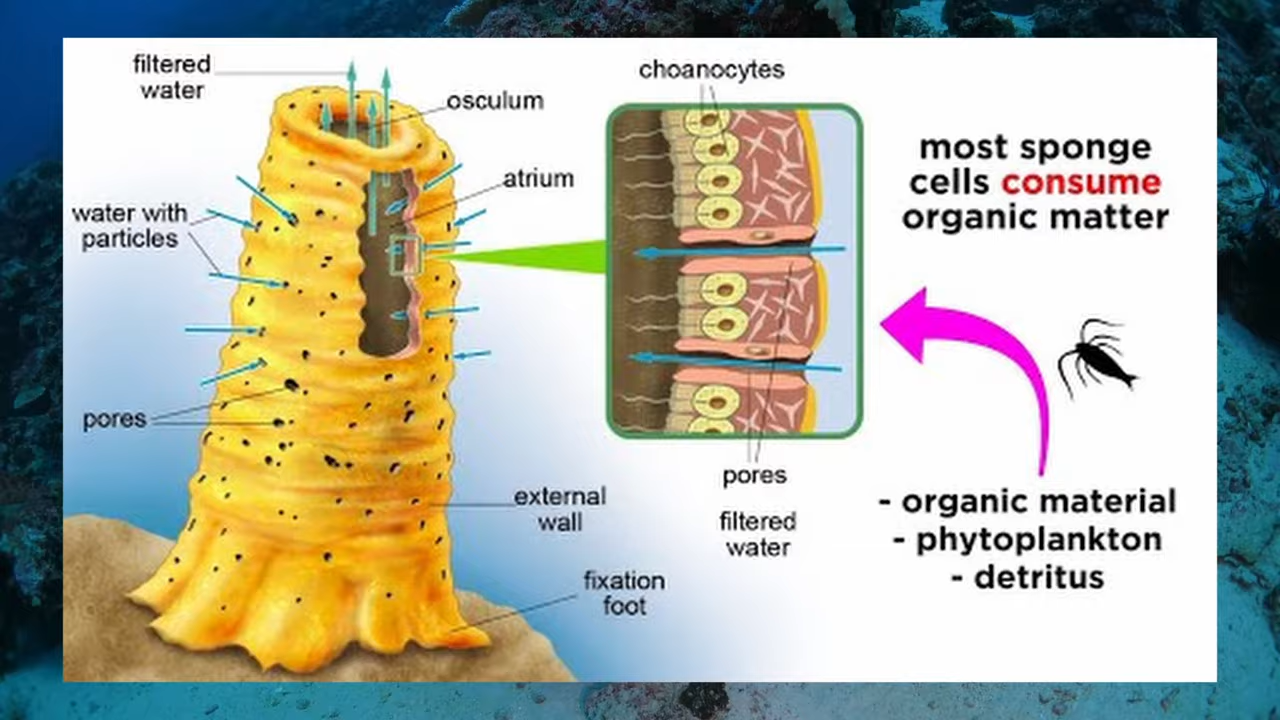 filtered
water
osculum
atrium
water with
particles
pores
external
wall
fixation
foot
choanocytes
pores
filtered
water
most sponge
cells consume
organic matter
- organic material
- phytoplankton
- detritus